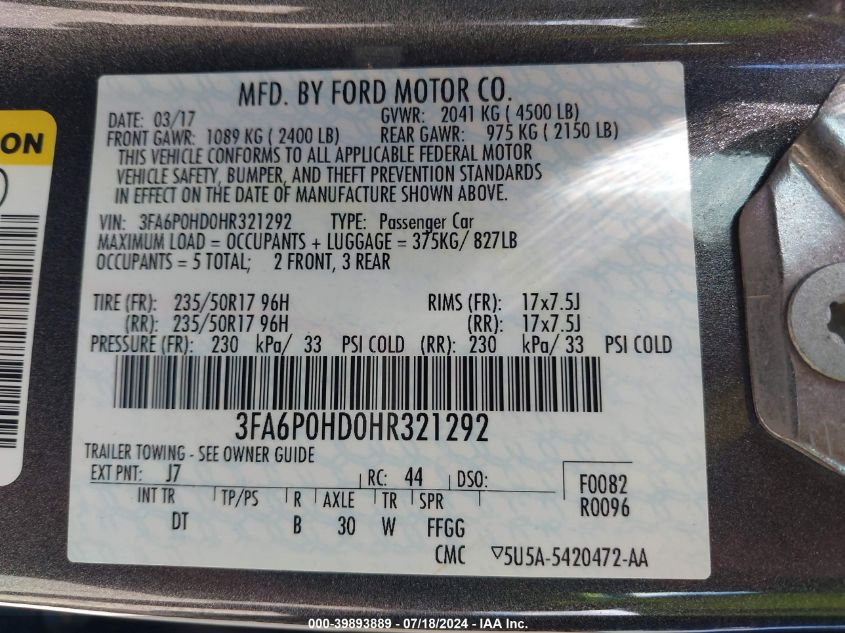 MFD. BY FORD MOTOR CO.
DATE: 03/17 GVWR: 2041 KG ( 4500 LB)
FRONT GAWR: 1089 KG ( 2400 LB) REAR GAWR: 975 KG ( 2150 LB)
THIS VEHICLE CONFORMS TO ALL APPLICABLE FEDERAL MOTOR
VEHICLE SAFETY, BUMPER, AND THEFT PREVENTION STANDARDS
IN EFFECT ON THE DATE OF MANUFACTURE SHOWN ABOVE.
VIN: 3FA6P0HD0HR321292 TYPE: Passenger Car
MAXIMUM LOAD = OCCUPANTS + LUGGAGE = 375KG/ 827LB
OCCUPANTS = 5 TOTAL; 2 FRONT, 3 REAR
TIRE (FR): 235/50R17 96H RIMS (FR): 17x7.5J
(RR): 235/50R17 96H (RR): 17x7.5J
PRESSURE (FR): 230 kPa/ 33 PSI COLD (RR): 230 kPa/ 33 PSI COLD
3FA6P0HD0HR321292
TRAILER TOWING - SEE OWNER GUIDE
EXT PNT: J7 RC: 44 DSO:
INT TR TP/PS R AXLE TR SPR
DT B 30 W FFGG
F0082
R0096
CMC ▽5U5A-5420472-AA
ON
000-39893889 / 07/18/2024 - IAA Inc.